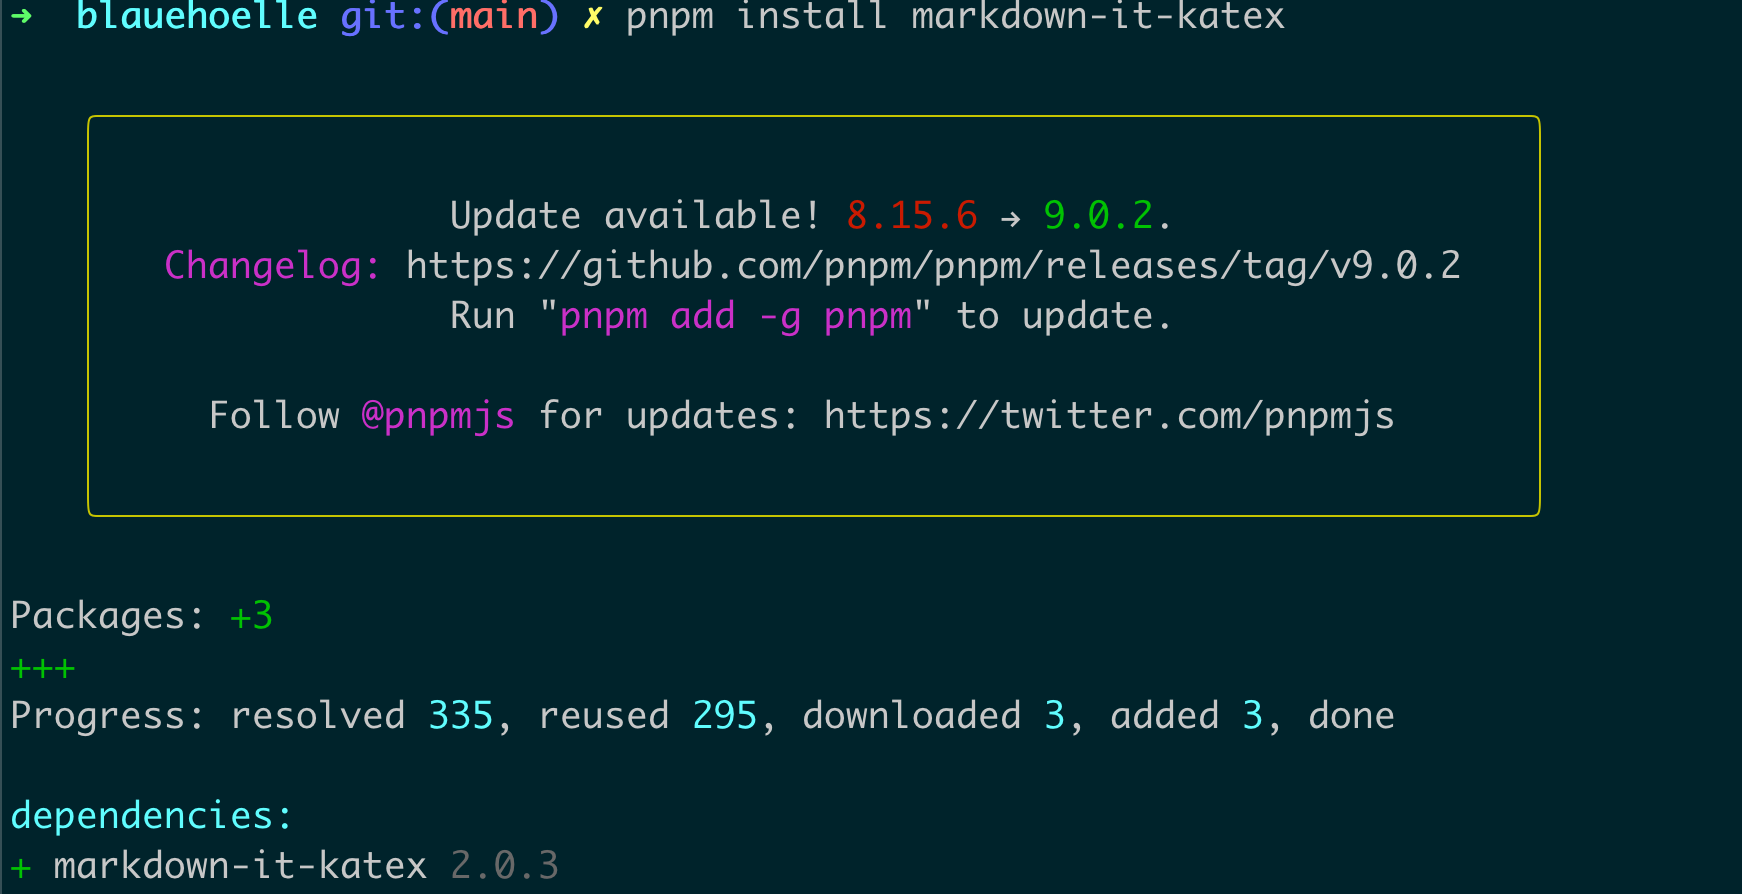 ➜ blauehoelle git:(main) ✗ pnpm install markdown-it-katex
Update available! 8.15.6 → 9.0.2.
Changelog: https://github.com/pnpm/pnpm/releases/tag/v9.0.2
Run "pnpm add -g pnpm" to update.
Follow @pnpmjs for updates: https://twitter.com/pnpmjs
Packages: +3
+++
Progress: resolved 335, reused 295, downloaded 3, added 3, done
dependencies:
+ markdown-it-katex 2.0.3